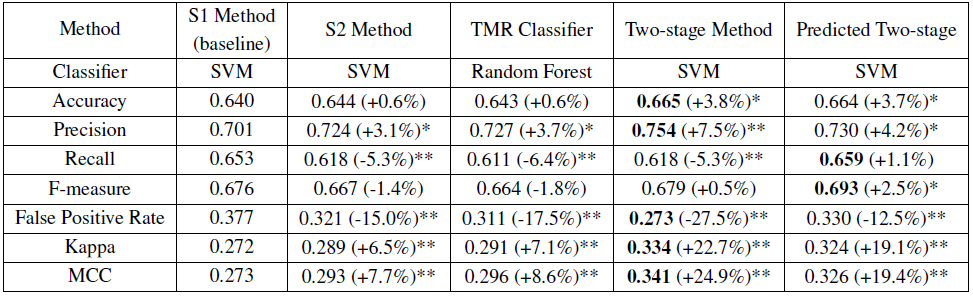 Method S1 Method (baseline) S2 Method TMR Classifier Two-stage Method Predicted Two-stage
Classifier SVM SVM Random Forest SVM SVM
Accuracy 0.640 0.644 (+0.6%) 0.643 (+0.6%) 0.665 (+3.8%)* 0.664 (+3.7%)*
Precision 0.701 0.724 (+3.1%)* 0.727 (+3.7%)* 0.754 (+7.5%)** 0.730 (+4.2%)*
Recall 0.653 0.618 (-5.3%)** 0.611 (-6.4%)** 0.618 (-5.3%)** 0.659 (+1.1%)
F-measure 0.676 0.667 (-1.4%) 0.664 (-1.8%) 0.679 (+0.5%) 0.693 (+2.5%)*
False Positive Rate 0.377 0.321 (-15.0%)** 0.311 (-17.5%)** 0.273 (-27.5%)** 0.330 (-12.5%)**
Kappa 0.272 0.289 (+6.5%)** 0.291 (+7.1%)** 0.334 (+22.7%)** 0.324 (+19.1%)**
MCC 0.273 0.293 (+7.7%)** 0.296 (+8.6%)** 0.341 (+24.9%)** 0.326 (+19.4%)**